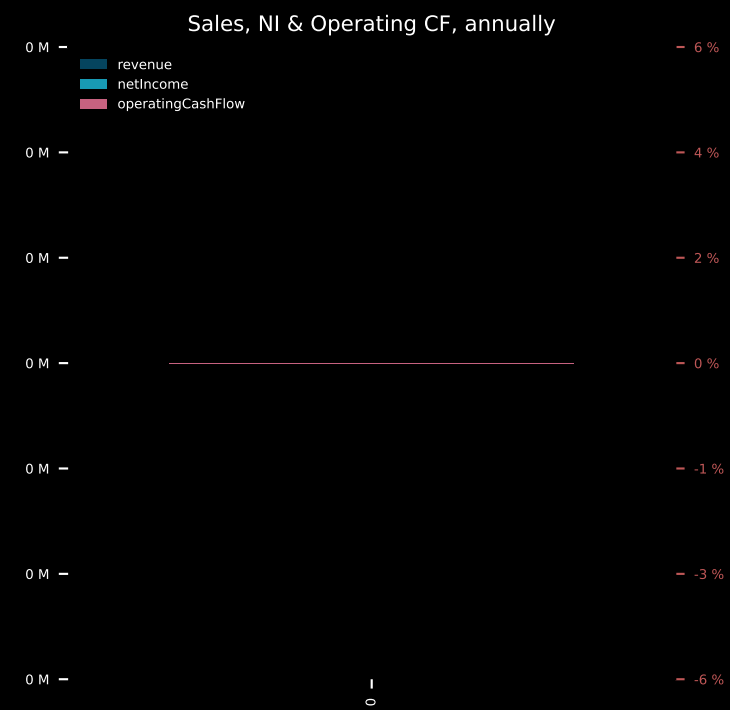 Sales, NI & Operating CF, annually
revenue
netIncome
operatingCashFlow
0 M
0 M
0 M
0 M
0 M
0 M
0 M
6 %
4 %
2 %
0 %
-1 %
-3 %
-6 %
0